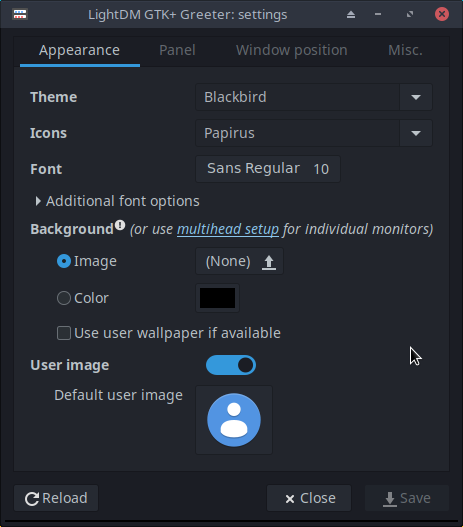 LightDM GTK+ Greeter: settings
Appearance Panel Window position Misc.
Theme Blackbird
Icons Papirus
Font Sans Regular 10
Additional font options
Background (or use multihead setup for individual monitors)
Image (None)
Color
Use user wallpaper if available
User image
Default user image
Reload Close Save